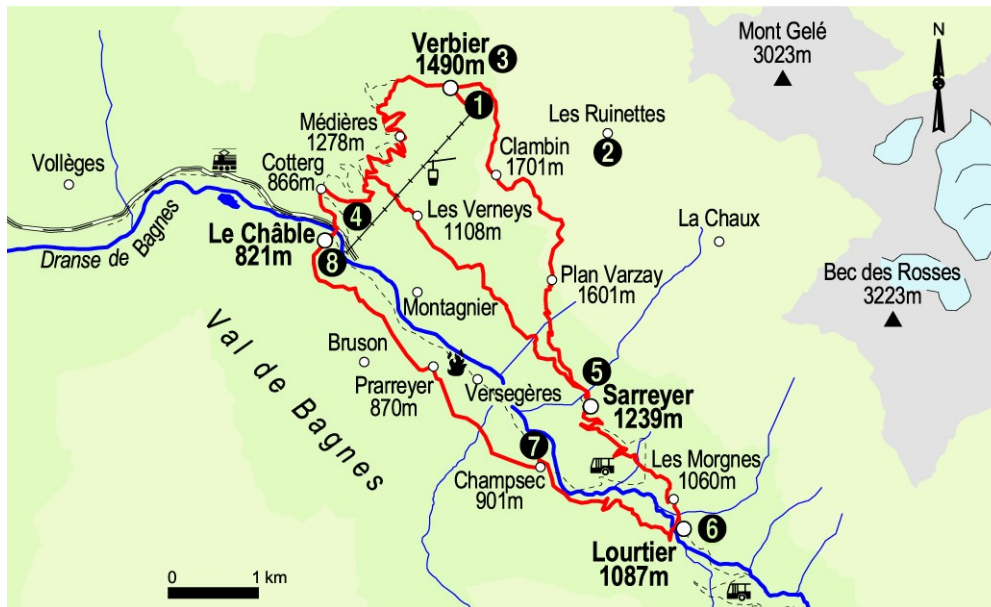 Mont Gelé
3023m
N
Verbier
1490m
3
1
Les Ruinettes
2
Médières
1278m
Clambin
1701m
Vollèges
Cotterg
866m
4
Les Verneys
1108m
La Chaux
Le Châble
821m
8
Dranse de Bagnes
Plan Varzay
1601m
Bec des Rosses
3223m
Montagnier
Val de Bagnes
Bruson
Prarreyer
870m
Versegères
5
Sarreyer
1239m
7
Champsec
901m
Les Morgnes
1060m
6
Lourtier
1087m
0 1 km